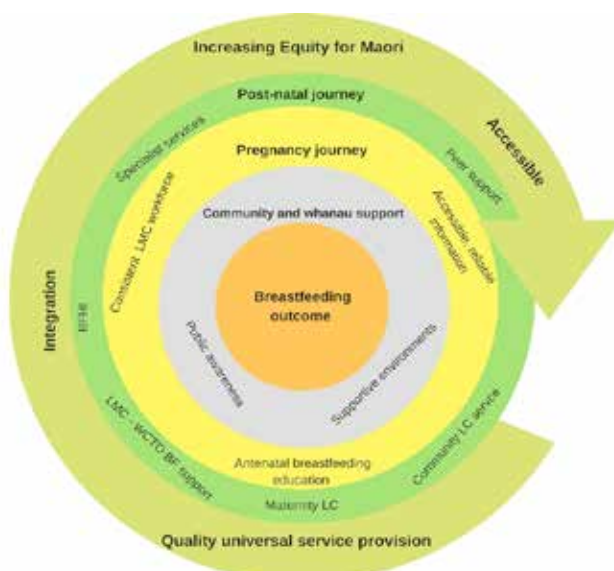 Increasing Equity for Maori
Accessible
Integration
Quality universal service provision
Post-natal journey
Specialist services
Peer support
BFHI
LMC - WCTO BF support
Maternity LC
Community LC service
Pregnancy journey
Consistent LMC workforce
Accessible, reliable
information
Antenatal breastfeeding
education
Community and whanau support
Public awareness
Supportive environments
Breastfeeding
outcome